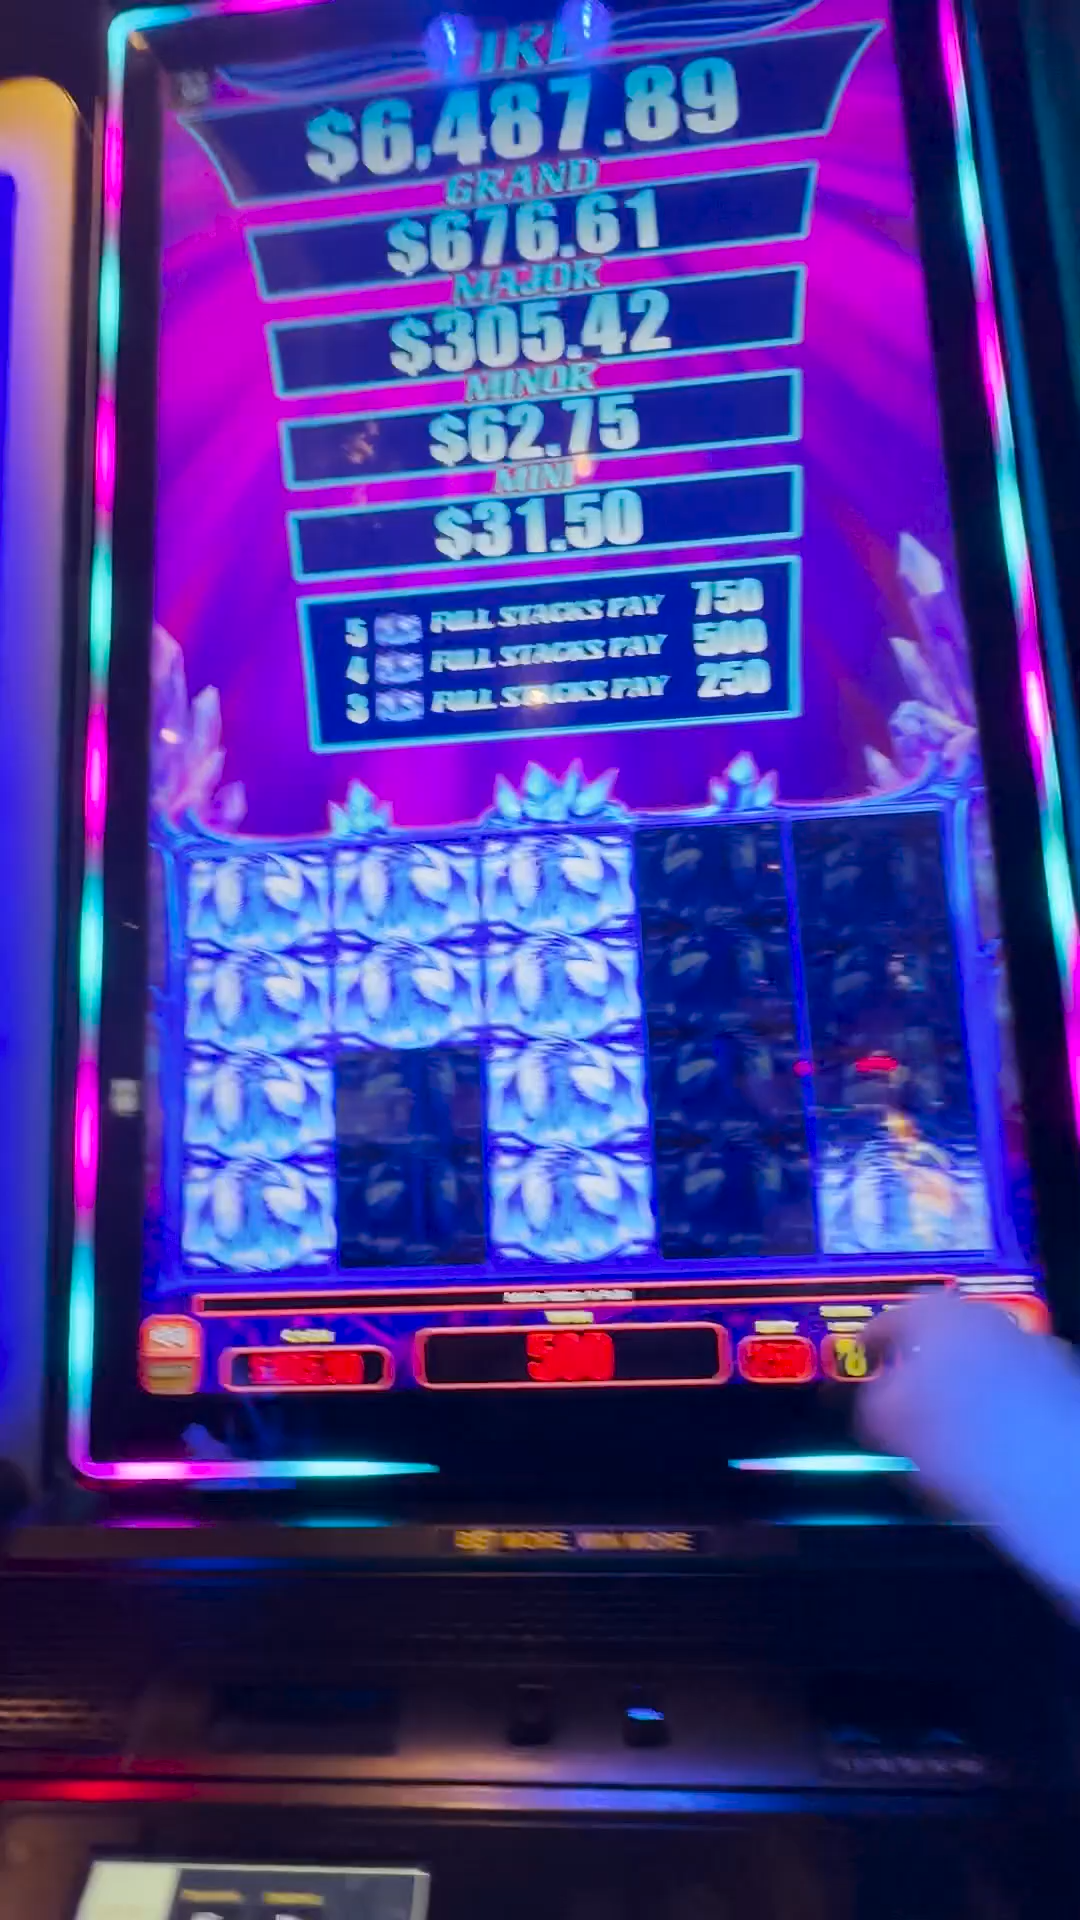 FIRE
$6,487.89
GRAND
$676.61
MAJOR
$305.42
MINOR
$62.75
MINI
$31.50
5 FULL STACKS PAY 750
4 FULL STACKS PAY 500
3 FULL STACKS PAY 250
500
BET MORE, WIN MORE